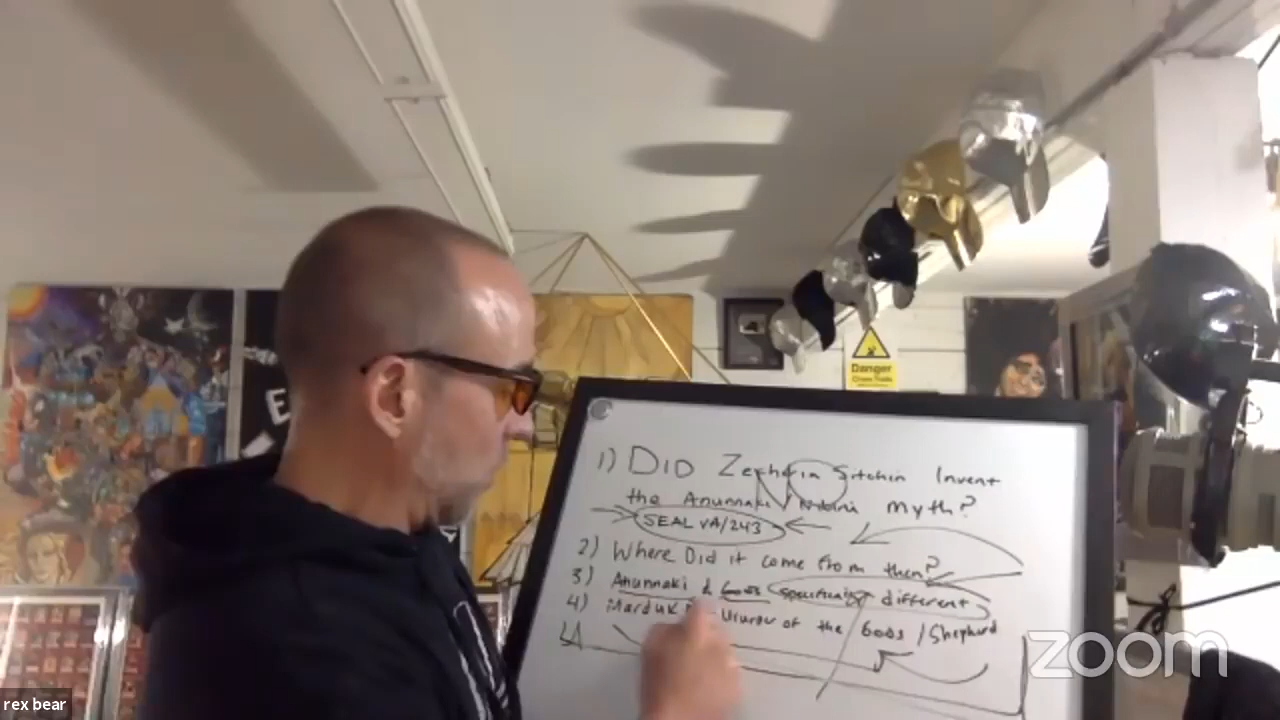 E
Danger
1) DID Zecharia Sitchin Invent
the Anunnaki / Nibiru myth?
SEAL VA/243
2) Where Did it come from then?
3) Anunnaki & Gods different
4) Marduk of the Gods / Shepherd
zoom
rex bear